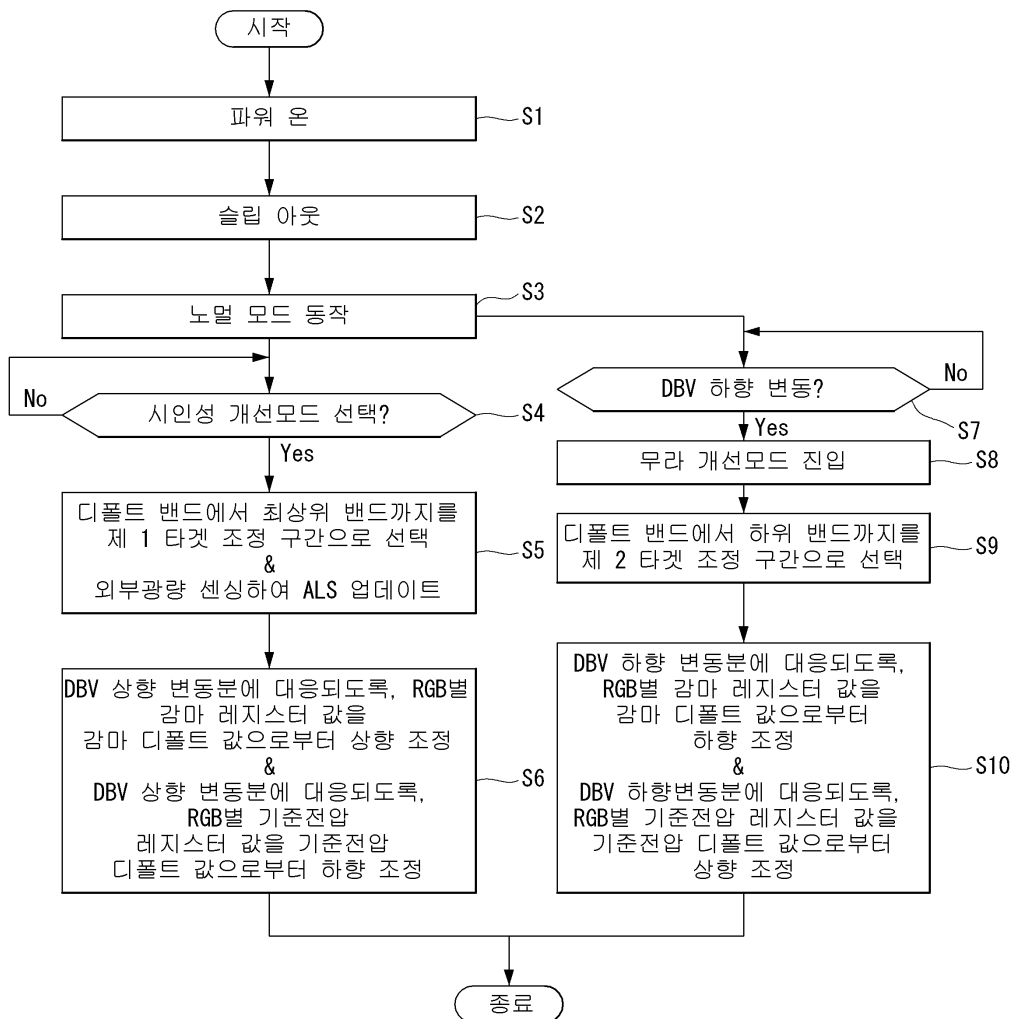 시작
파워 온
S1
슬립 아웃
S2
노멀 모드 동작
S3
시인성 개선모드 선택?
S4
No
Yes
디폴트 밴드에서 최상위 밴드까지를
제 1 타겟 조정 구간으로 선택
&
외부광량 센싱하여 ALS 업데이트
S5
DBV 상향 변동분에 대응되도록, RGB별
감마 레지스터 값을
감마 디폴트 값으로부터 상향 조정
&
DBV 상향 변동분에 대응되도록,
RGB별 기준전압
레지스터 값을 기준전압
디폴트 값으로부터 하향 조정
S6
DBV 하향 변동?
No
S7
Yes
무라 개선모드 진입
S8
디폴트 밴드에서 하위 밴드까지를
제 2 타겟 조정 구간으로 선택
S9
DBV 하향 변동분에 대응되도록,
RGB별 감마 레지스터 값을
감마 디폴트 값으로부터
하향 조정
&
DBV 하향변동분에 대응되도록,
RGB별 기준전압 레지스터 값을
기준전압 디폴트 값으로부터
상향 조정
S10
종료